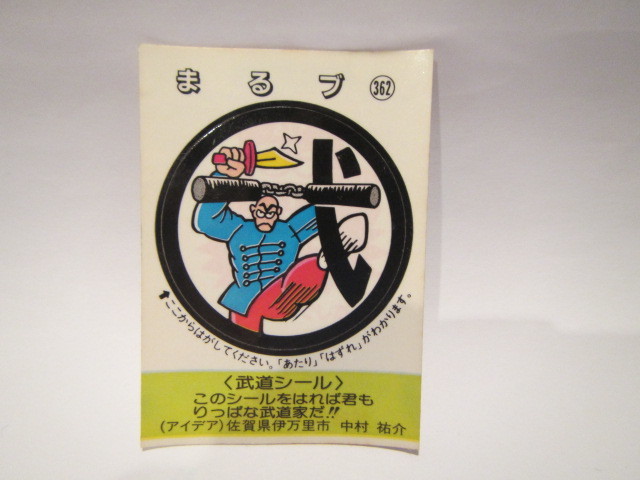 まるブ 362
武
⬆ここからはがしてください。「あたり」「はずれ」がわかります。
〈武道シール〉
このシールをはれば君も
りっぱな武道家だ!!
(アイデア)佐賀県伊万里市 中村 祐介